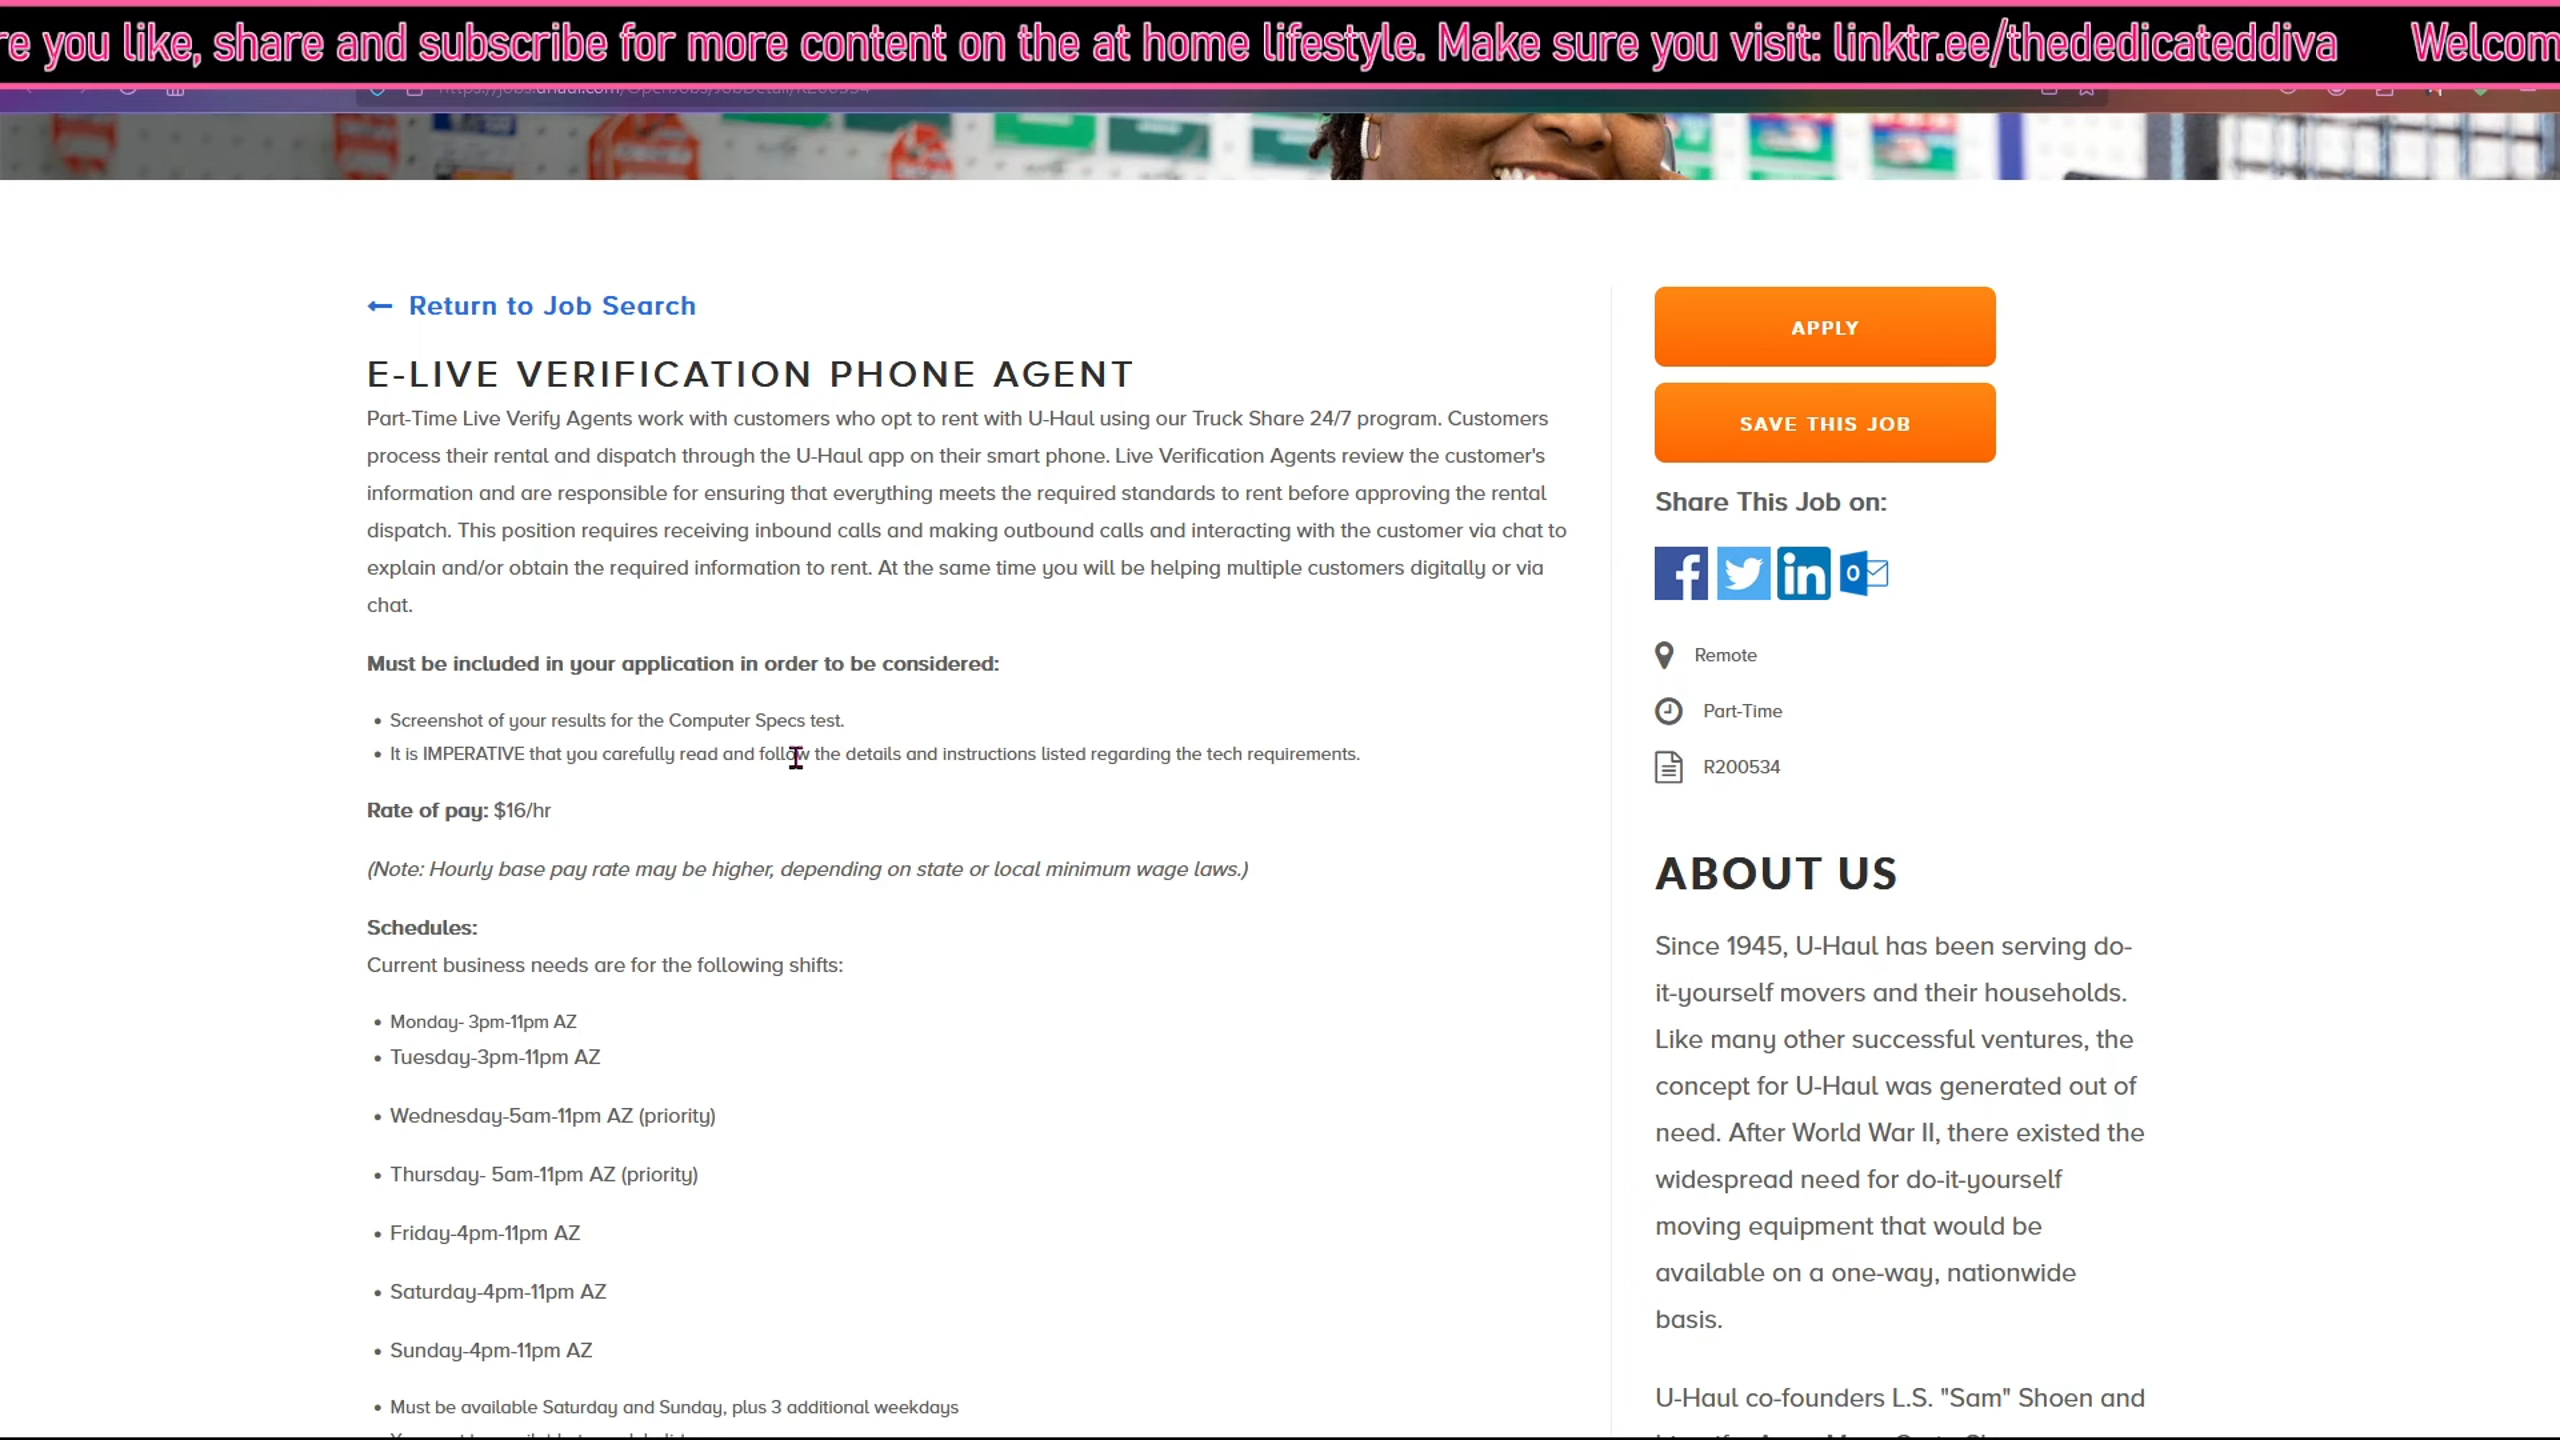 re you like, share and subscribe for more content on the at home lifestyle. Make sure you visit: linktr.ee/thededicateddiva Welcom
Return to Job Search
E-LIVE VERIFICATION PHONE AGENT
Part-Time Live Verify Agents work with customers who opt to rent with U-Haul using our Truck Share 24/7 program. Customers
process their rental and dispatch through the U-Haul app on their smart phone. Live Verification Agents review the customer's
information and are responsible for ensuring that everything meets the required standards to rent before approving the rental
dispatch. This position requires receiving inbound calls and making outbound calls and interacting with the customer via chat to
explain and/or obtain the required information to rent. At the same time you will be helping multiple customers digitally or via
chat.
Must be included in your application in order to be considered:
• Screenshot of your results for the Computer Specs test.
• It is IMPERATIVE that you carefully read and follow the details and instructions listed regarding the tech requirements.
Rate of pay: $16/hr
(Note: Hourly base pay rate may be higher, depending on state or local minimum wage laws.)
Schedules:
Current business needs are for the following shifts:
• Monday- 3pm-11pm AZ
• Tuesday-3pm-11pm AZ
• Wednesday-5am-11pm AZ (priority)
• Thursday- 5am-11pm AZ (priority)
• Friday-4pm-11pm AZ
• Saturday-4pm-11pm AZ
• Sunday-4pm-11pm AZ
• Must be available Saturday and Sunday, plus 3 additional weekdays
APPLY
SAVE THIS JOB
Share This Job on:
Remote
Part-Time
R200534
ABOUT US
Since 1945, U-Haul has been serving do-
it-yourself movers and their households.
Like many other successful ventures, the
concept for U-Haul was generated out of
need. After World War II, there existed the
widespread need for do-it-yourself
moving equipment that would be
available on a one-way, nationwide
basis.
U-Haul co-founders L.S. "Sam" Shoen and